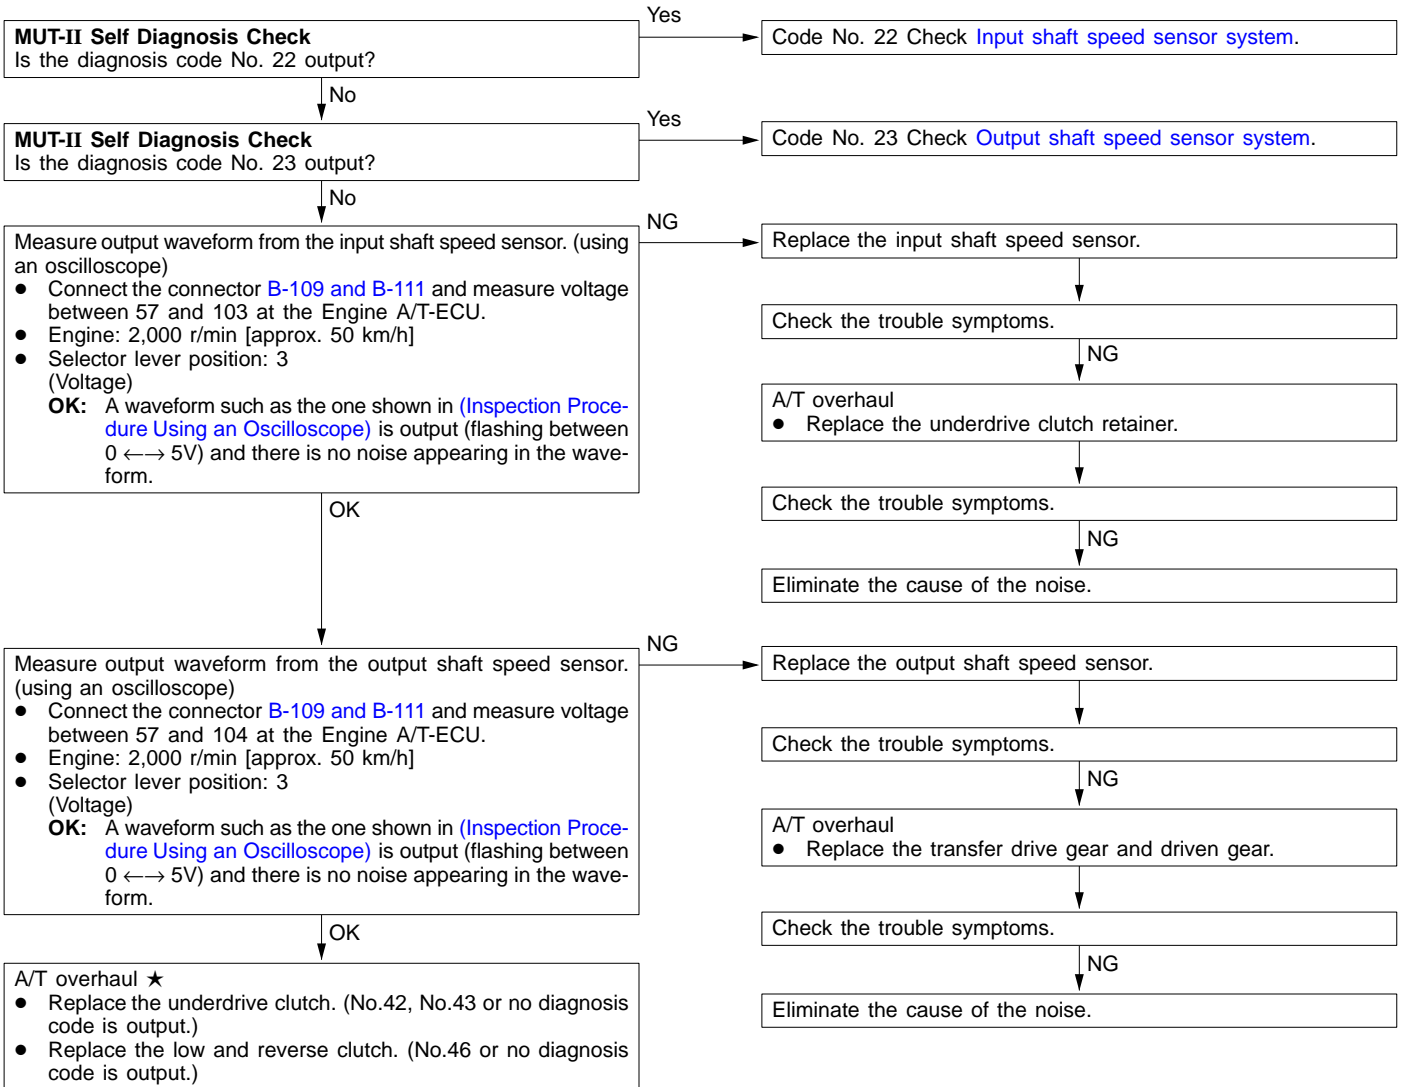 Yes
MUT-II Self Diagnosis Check
Is the diagnosis code No. 22 output?
Code No. 22 Check Input shaft speed sensor system.
No
Yes
MUT-II Self Diagnosis Check
Is the diagnosis code No. 23 output?
Code No. 23 Check Output shaft speed sensor system.
No
NG
Measure output waveform from the input shaft speed sensor. (using
an oscilloscope)
● Connect the connector B-109 and B-111 and measure voltage
between 57 and 103 at the Engine A/T-ECU.
● Engine: 2,000 r/min [approx. 50 km/h]
● Selector lever position: 3
(Voltage)
OK: A waveform such as the one shown in (Inspection Proce-
dure Using an Oscilloscope) is output (flashing between
0 ←→ 5V) and there is no noise appearing in the wave-
form.
Replace the input shaft speed sensor.
Check the trouble symptoms.
NG
A/T overhaul
● Replace the underdrive clutch retainer.
Check the trouble symptoms.
NG
Eliminate the cause of the noise.
OK
NG
Measure output waveform from the output shaft speed sensor.
(using an oscilloscope)
● Connect the connector B-109 and B-111 and measure voltage
between 57 and 104 at the Engine A/T-ECU.
● Engine: 2,000 r/min [approx. 50 km/h]
● Selector lever position: 3
(Voltage)
OK: A waveform such as the one shown in (Inspection Proce-
dure Using an Oscilloscope) is output (flashing between
0 ←→ 5V) and there is no noise appearing in the wave-
form.
Replace the output shaft speed sensor.
Check the trouble symptoms.
NG
A/T overhaul
● Replace the transfer drive gear and driven gear.
Check the trouble symptoms.
NG
Eliminate the cause of the noise.
OK
A/T overhaul ★
● Replace the underdrive clutch. (No.42, No.43 or no diagnosis
code is output.)
● Replace the low and reverse clutch. (No.46 or no diagnosis
code is output.)